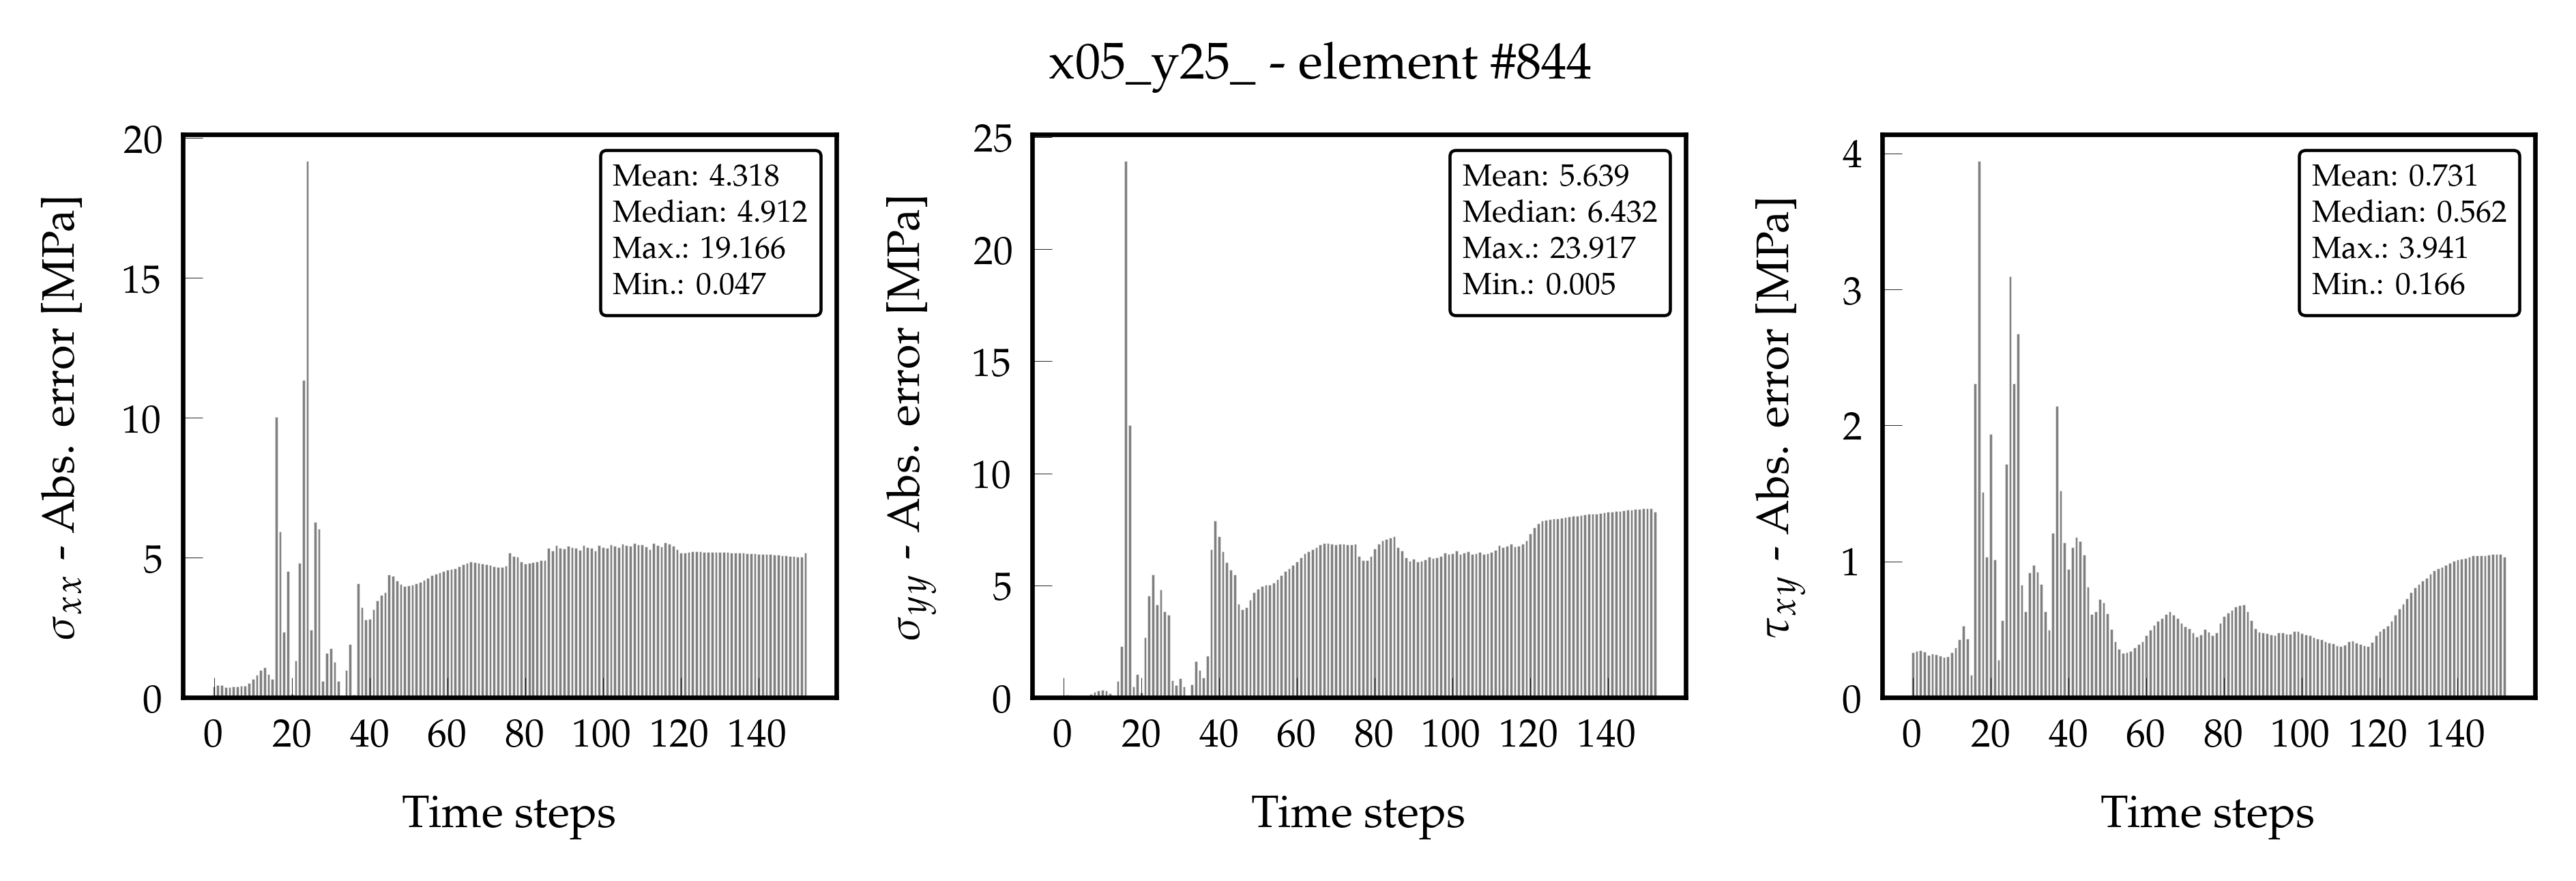 x05_y25_ - element #844
σxx - Abs. error [MPa]
20
15
10
5
0
Mean: 4.318
Median: 4.912
Max.: 19.166
Min.: 0.047
0 20 40 60 80 100 120 140
Time steps
σyy - Abs. error [MPa]
25
20
15
10
5
0
Mean: 5.639
Median: 6.432
Max.: 23.917
Min.: 0.005
0 20 40 60 80 100 120 140
Time steps
τxy - Abs. error [MPa]
4
3
2
1
0
Mean: 0.731
Median: 0.562
Max.: 3.941
Min.: 0.166
0 20 40 60 80 100 120 140
Time steps